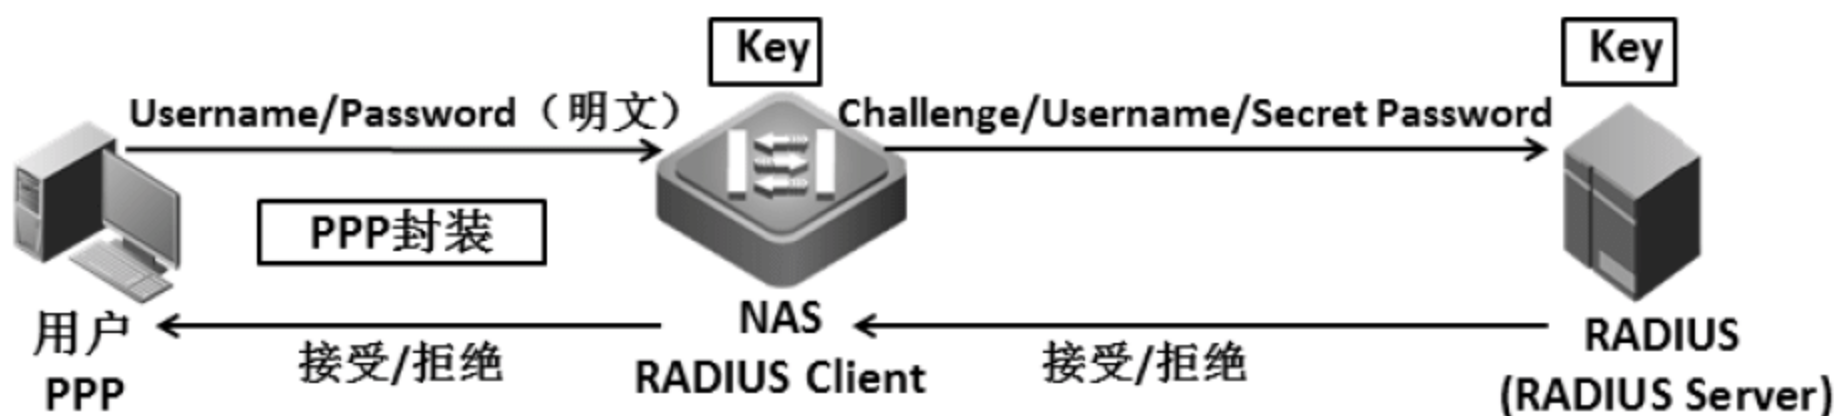 Key
Key
Username/Password（明文）
Challenge/Username/Secret Password
PPP封装
用户
PPP
接受/拒绝
NAS
RADIUS Client
接受/拒绝
RADIUS
(RADIUS Server)